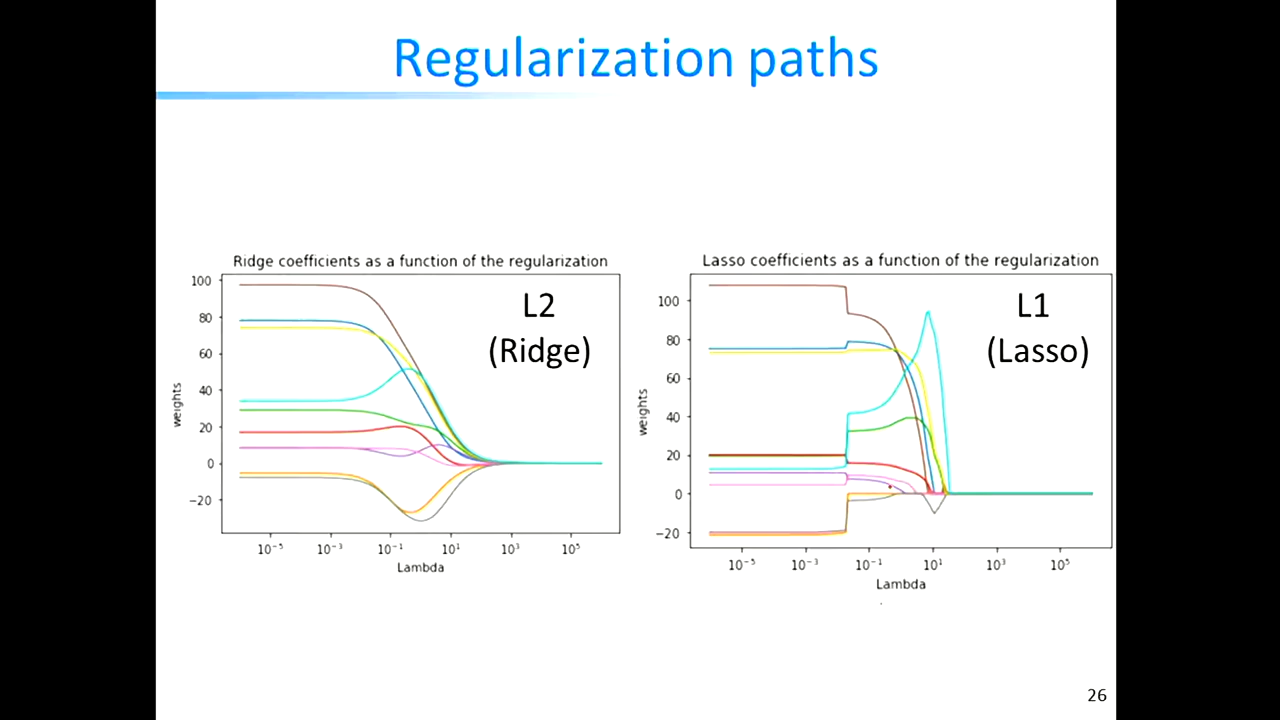 Regularization paths
Ridge coefficients as a function of the regularization
L2
(Ridge)
100
80
60
40
20
0
−20
weights
10⁻⁵ 10⁻³ 10⁻¹ 10¹ 10³ 10⁵
Lambda
Lasso coefficients as a function of the regularization
L1
(Lasso)
100
80
60
40
20
0
−20
weights
10⁻⁵ 10⁻³ 10⁻¹ 10¹ 10³ 10⁵
Lambda
26